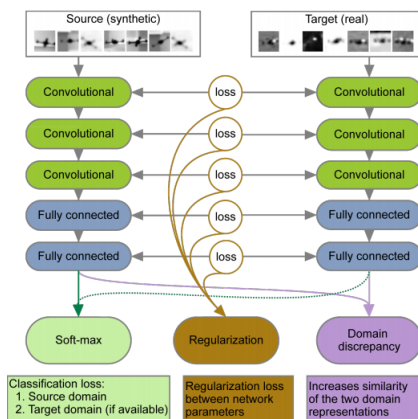 Source (synthetic)
Target (real)
Convolutional
loss
Convolutional
Convolutional
loss
Convolutional
Convolutional
loss
Convolutional
Fully connected
loss
Fully connected
Fully connected
loss
Fully connected
Soft-max
Regularization
Domain
discrepancy
Classification loss:
1. Source domain
2. Target domain (if available)
Regularization loss
between network
parameters
Increases similarity
of the two domain
representations